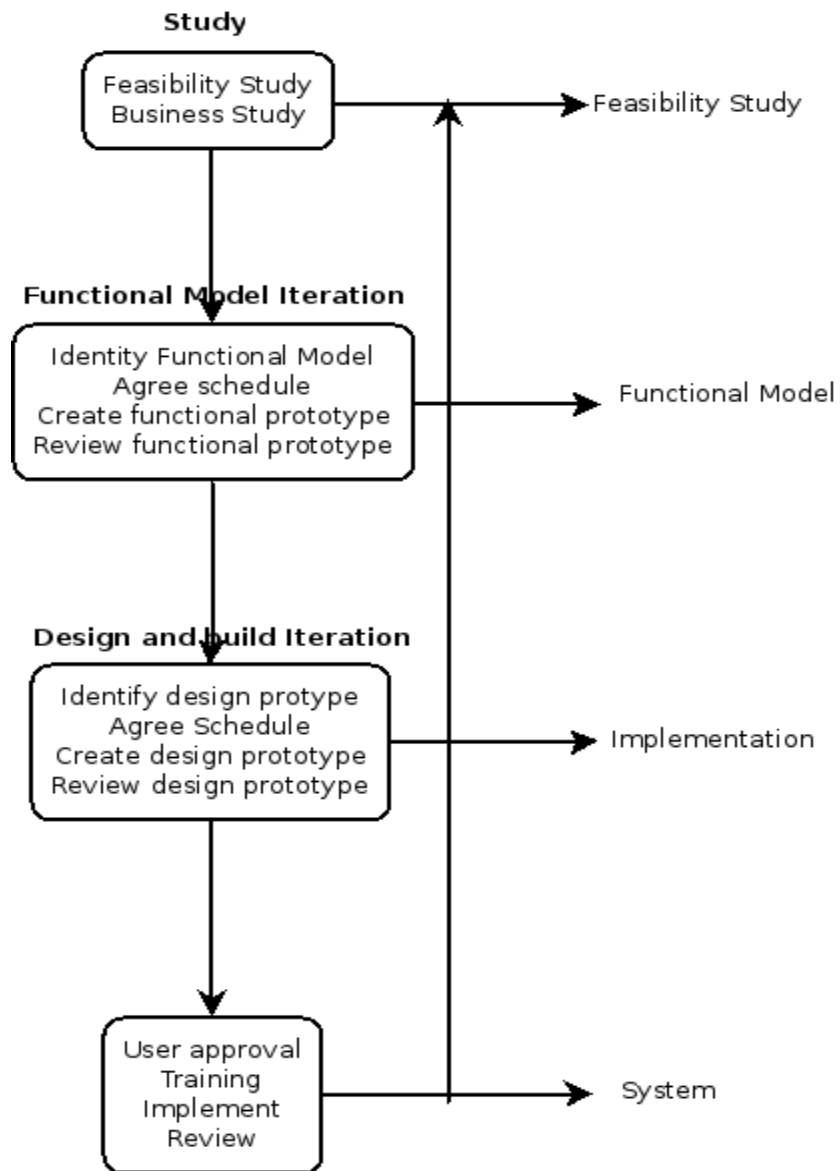 Study
Feasibility Study
Business Study
Feasibility Study
Functional Model Iteration
Identity Functional Model
Agree schedule
Create functional prototype
Review functional prototype
Functional Model
Design and build Iteration
Identify design protype
Agree Schedule
Create design prototype
Review design prototype
Implementation
User approval
Training
Implement
Review
System